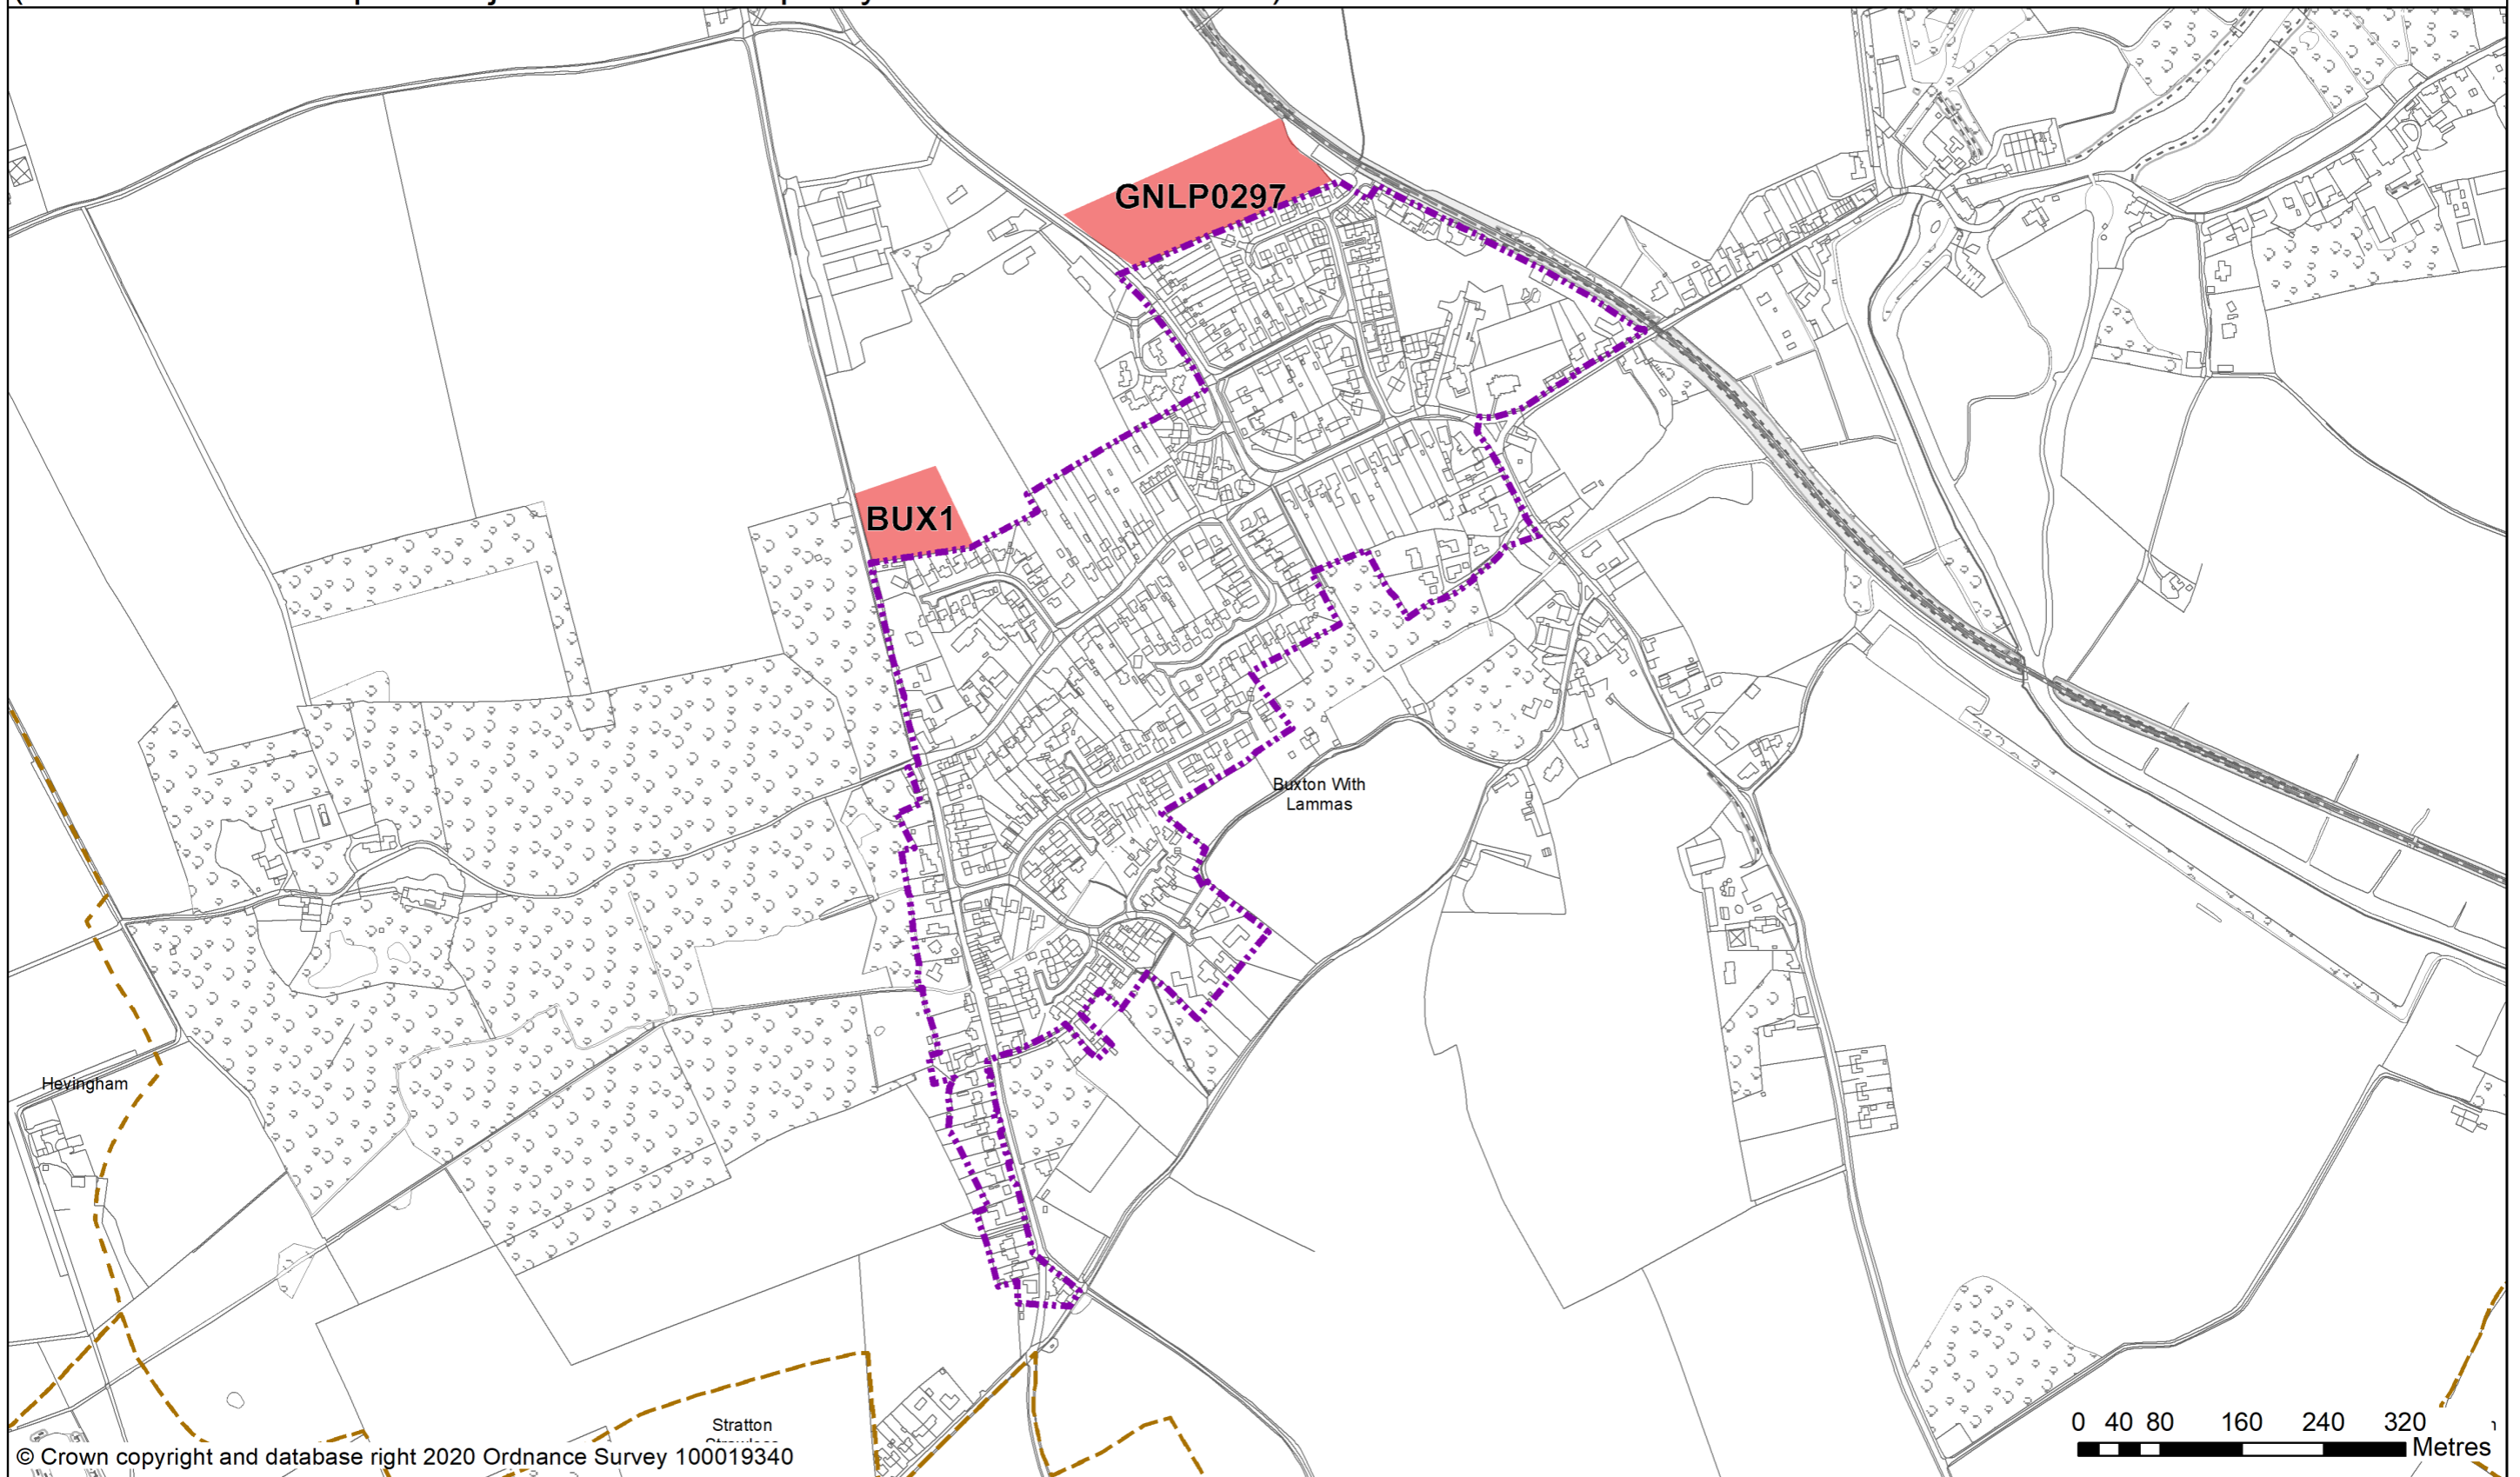 GNLP0297
BUX1
Buxton With
Lammas
Hevingham
Stratton
0 40 80 160 240 320
Metres
© Crown copyright and database right 2020 Ordnance Survey 100019340